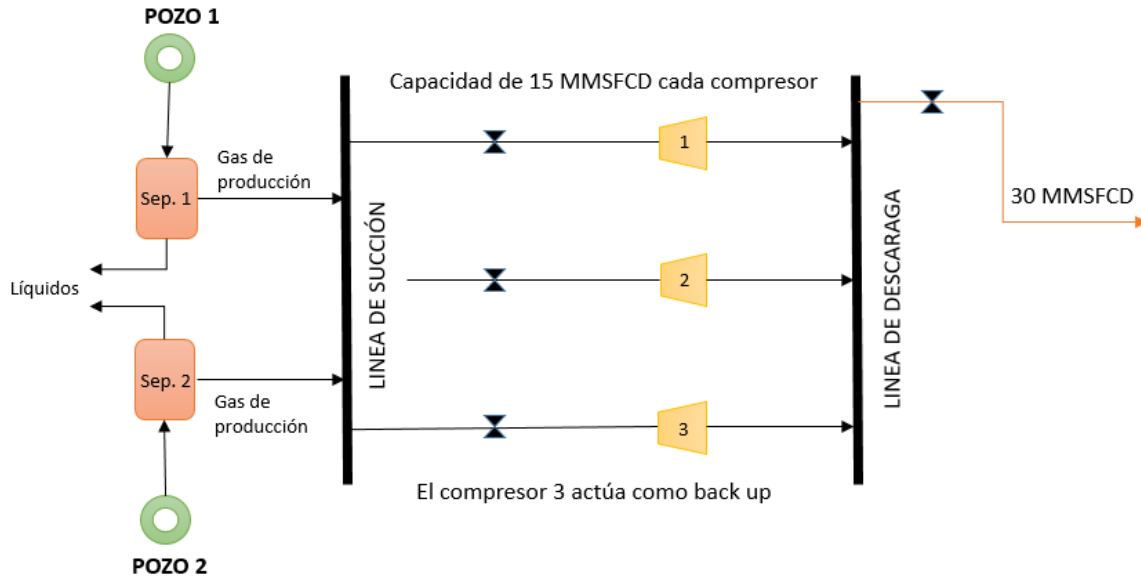 POZO 1
Capacidad de 15 MMSFCD cada compresor
1
Gas de
producción
Sep. 1
30 MMSFCD
LINEA DE SUCCIÓN
LINEA DE DESCARAGA
2
Líquidos
Sep. 2
Gas de
producción
3
El compresor 3 actúa como back up
POZO 2